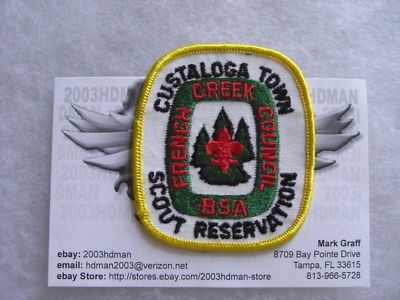 2003HDMAN
CUSTALOGA TOWN
FRENCH CREEK COUNCIL
BSA
SCOUT RESERVATION
ebay: 2003hdman
email: hdman2003@verizon.net
ebay Store: http://stores.ebay.com/2003hdman-store
Mark Graff
8709 Bay Pointe Drive
Tampa, FL 33615
813-966-5728